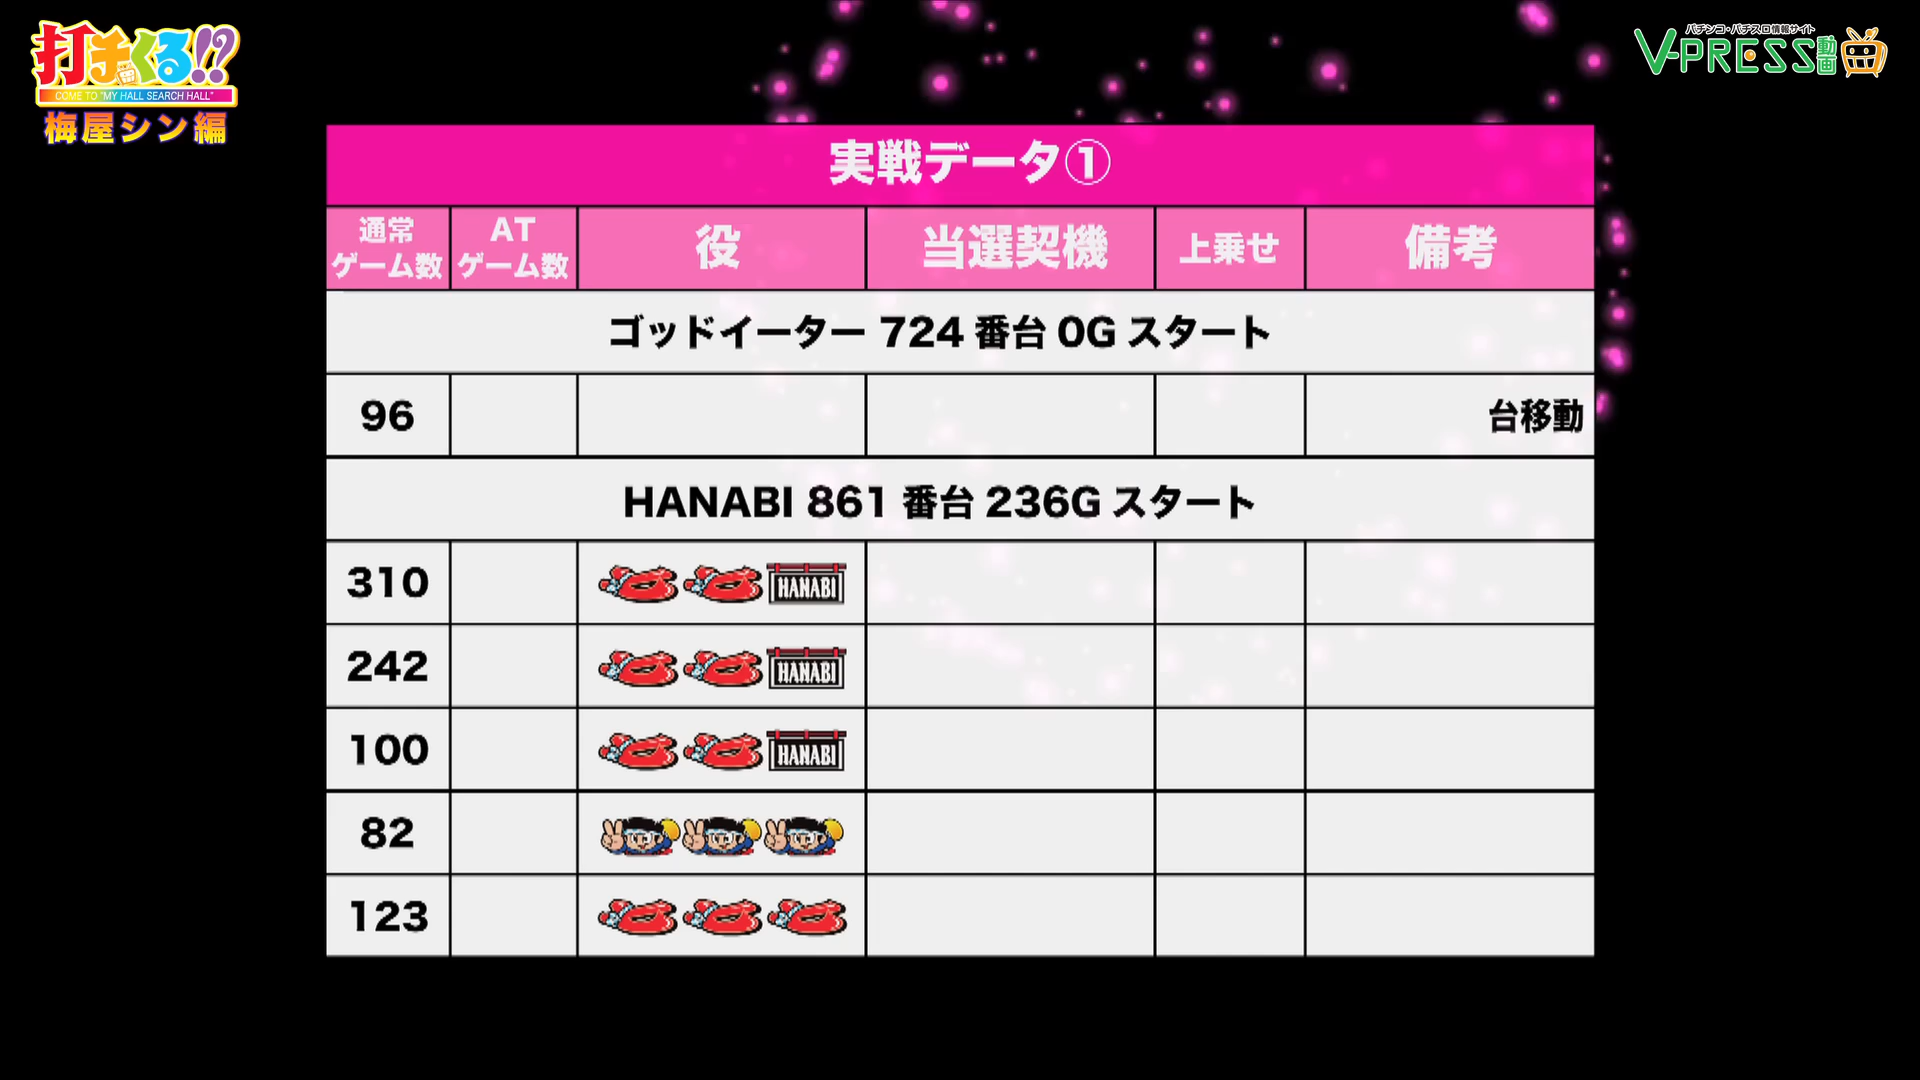 打チくる!?
COME TO "MY HALL SEARCH HALL"
梅屋シン編
パチンコ・パチスロ情報サイト
V-PRESS動画
実戦データ①
通常ゲーム数 ATゲーム数 役 当選契機 上乗せ 備考
ゴッドイーター 724 番台 0G スタート
96 台移動
HANABI 861 番台 236G スタート
310 HANABI
242 HANABI
100 HANABI
82
123